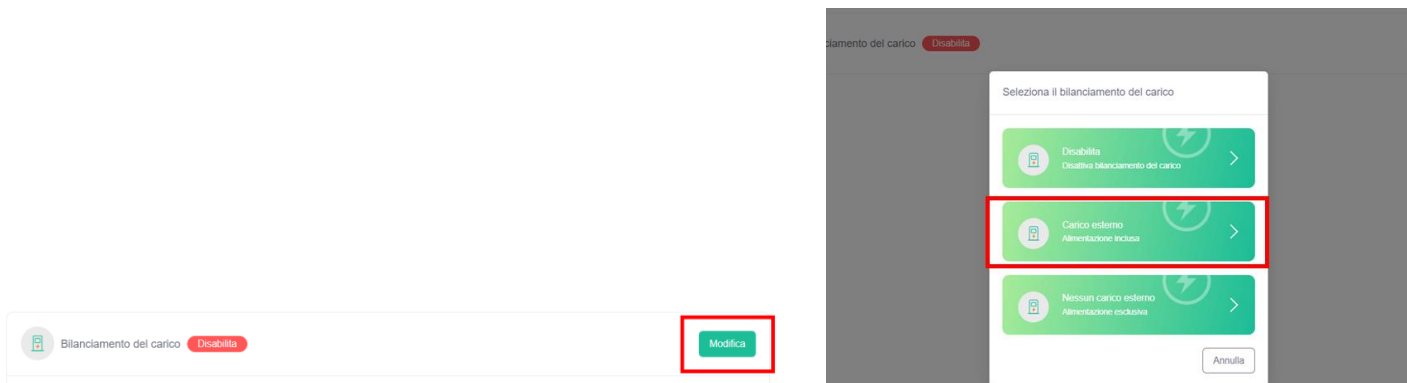 Bilanciamento del carico Disabilita
Modifica
ciamento del carico Disabilita
Seleziona il bilanciamento del carico
Disabilita
Disattiva bilanciamento del carico
Carico esterno
Alimentazione inclusa
Nessun carico esterno
Alimentazione esclusiva
Annulla